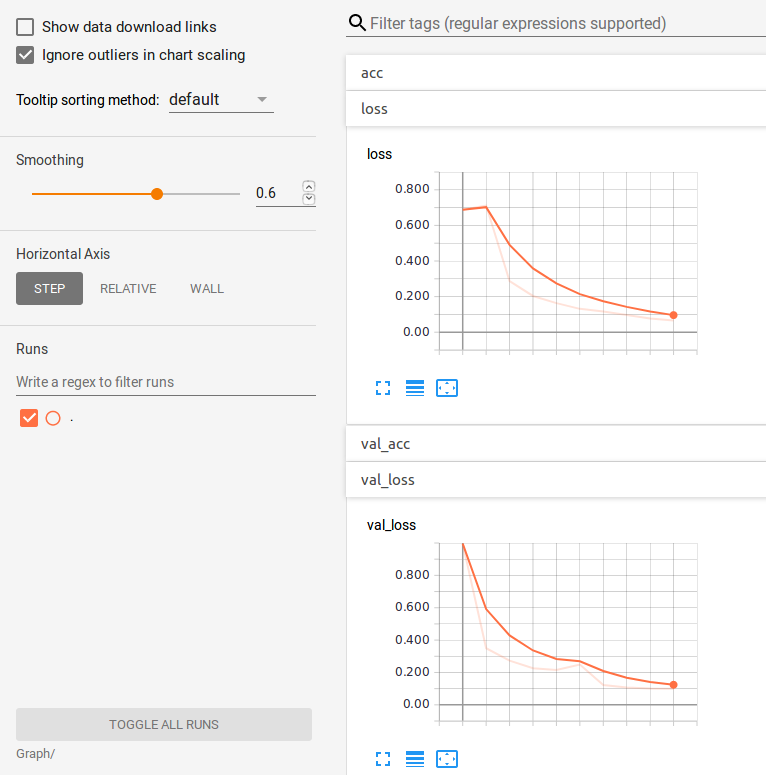 Show data download links
Ignore outliers in chart scaling
Tooltip sorting method: default
Smoothing
0.6
Horizontal Axis
STEP RELATIVE WALL
Runs
Write a regex to filter runs
.
TOGGLE ALL RUNS
Graph/
Filter tags (regular expressions supported)
acc
loss
loss
0.800
0.600
0.400
0.200
0.00
val_acc
val_loss
val_loss
0.800
0.600
0.400
0.200
0.00